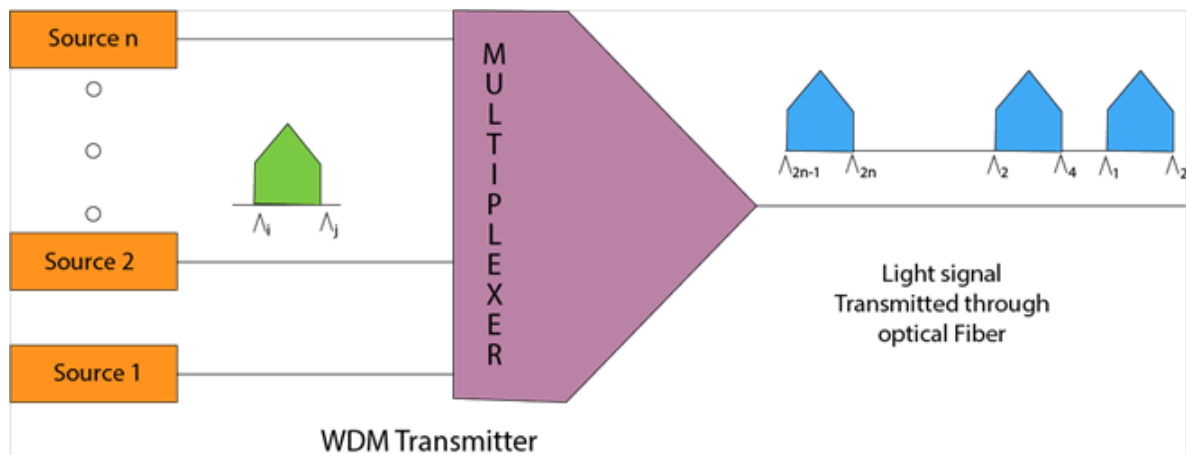 Source n
MULTIPLEXER
Λ2n-1 Λ2n Λ2 Λ4 Λ1 Λ2
Λi Λj
Source 2
Light signal
Transmitted through
optical Fiber
Source 1
WDM Transmitter